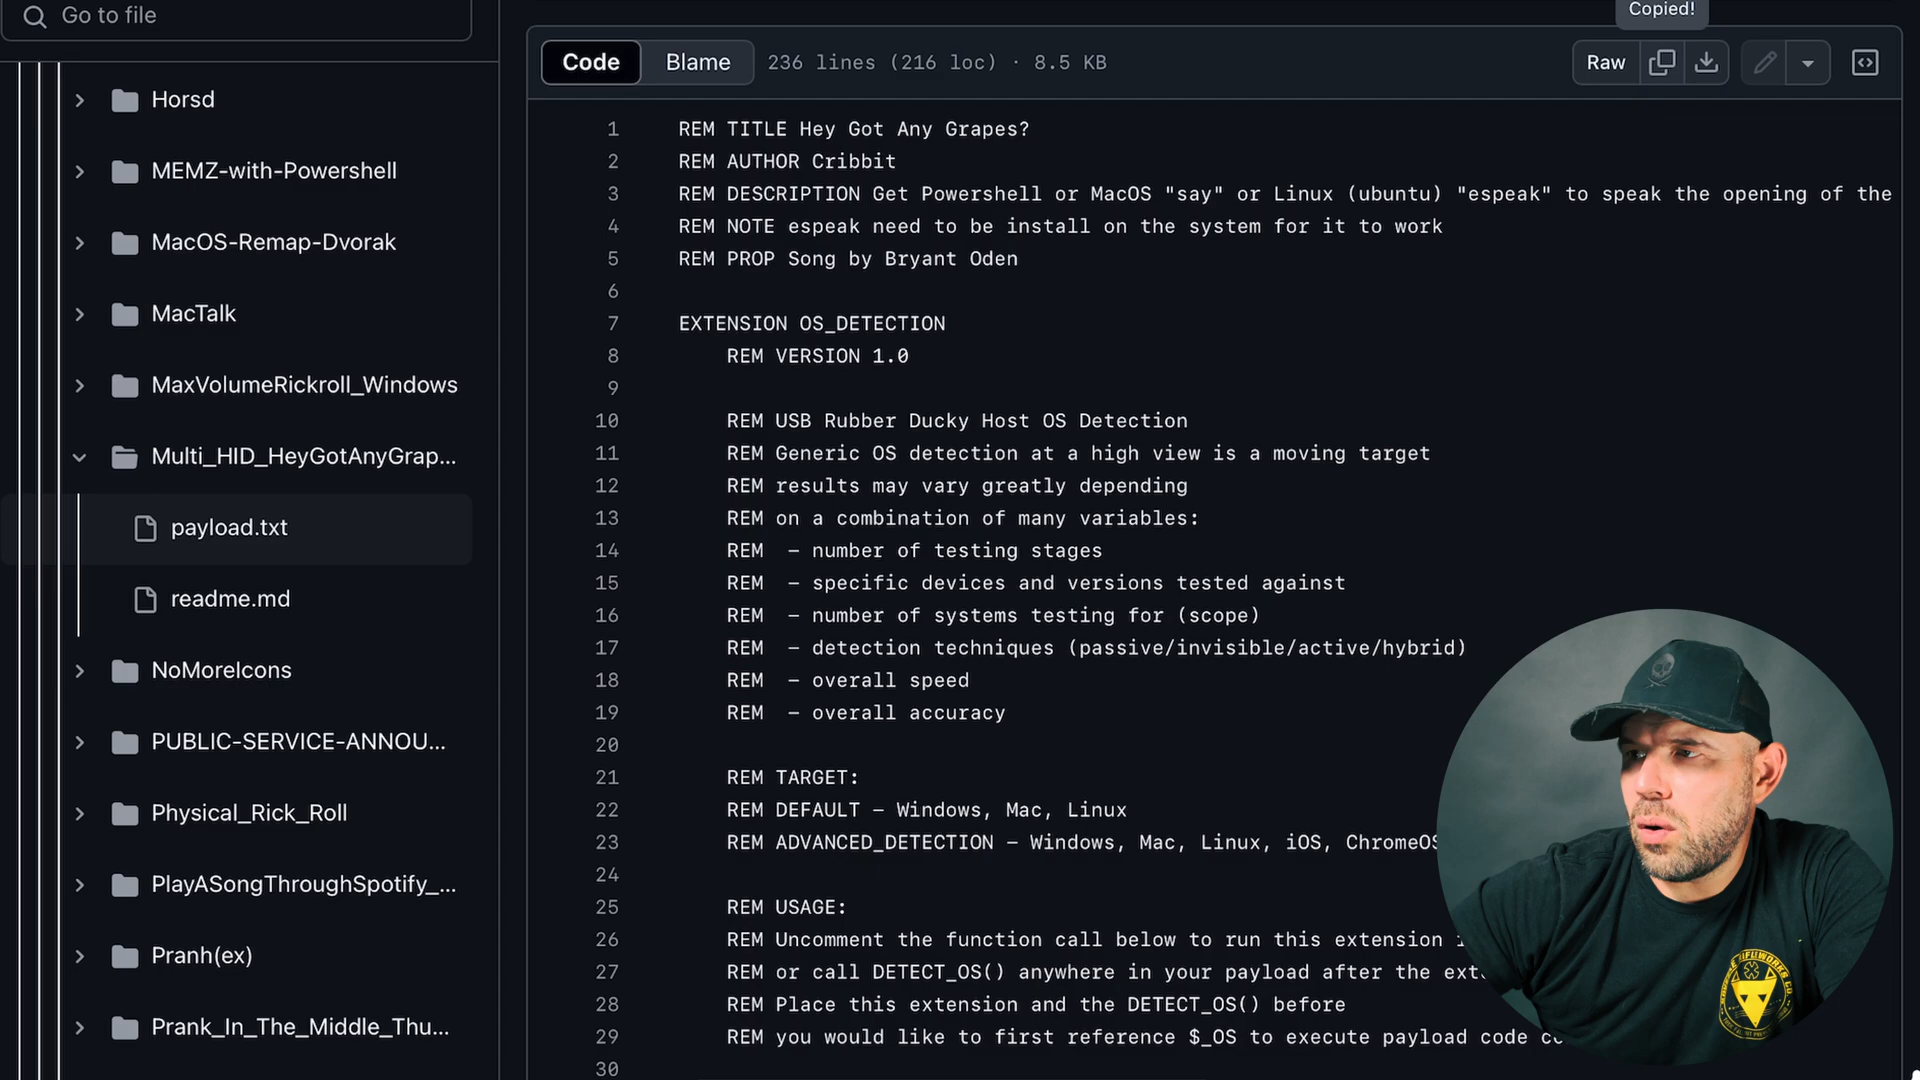 Go to file
Horsd
MEMZ-with-Powershell
MacOS-Remap-Dvorak
MacTalk
MaxVolumeRickroll_Windows
Multi_HID_HeyGotAnyGrap...
payload.txt
readme.md
NoMoreIcons
PUBLIC-SERVICE-ANNOU...
Physical_Rick_Roll
PlayASongThroughSpotify_...
Pranh(ex)
Prank_In_The_Middle_Thu...
Copied!
Code Blame 236 lines (216 loc) · 8.5 KB Raw
1 REM TITLE Hey Got Any Grapes?
2 REM AUTHOR Cribbit
3 REM DESCRIPTION Get Powershell or MacOS "say" or Linux (ubuntu) "espeak" to speak the opening of the
4 REM NOTE espeak need to be install on the system for it to work
5 REM PROP Song by Bryant Oden
6
7 EXTENSION OS_DETECTION
8 REM VERSION 1.0
9
10 REM USB Rubber Ducky Host OS Detection
11 REM Generic OS detection at a high view is a moving target
12 REM results may vary greatly depending
13 REM on a combination of many variables:
14 REM - number of testing stages
15 REM - specific devices and versions tested against
16 REM - number of systems testing for (scope)
17 REM - detection techniques (passive/invisible/active/hybrid)
18 REM - overall speed
19 REM - overall accuracy
20
21 REM TARGET:
22 REM DEFAULT - Windows, Mac, Linux
23 REM ADVANCED_DETECTION - Windows, Mac, Linux, iOS, ChromeOS
24
25 REM USAGE:
26 REM Uncomment the function call below to run this extension
27 REM or call DETECT_OS() anywhere in your payload after the
28 REM Place this extension and the DETECT_OS() before
29 REM you would like to first reference $_OS to execute payload code
30